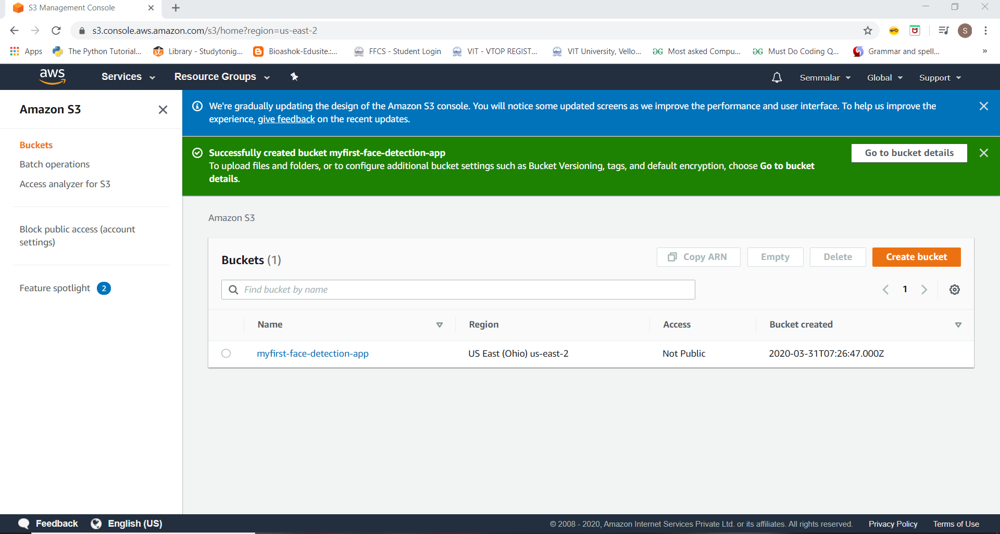 S3 Management Console
s3.console.aws.amazon.com/s3/home?region=us-east-2
S
Apps
The Python Tutorial...
Library - Studytonig...
Bioashok-Edusite:...
FFCS - Student Login
VIT - VTOP REGIST...
VIT University, Vello...
Most asked Compu...
Must Do Coding Q...
Grammar and spell...
»
aws
Services
Resource Groups
Semmalar
Global
Support
Amazon S3
Buckets
Batch operations
Access analyzer for S3
Block public access (account
settings)
Feature spotlight 2
We're gradually updating the design of the Amazon S3 console. You will notice some updated screens as we improve the performance and user interface. To help us improve the
experience, give feedback on the recent updates.
Successfully created bucket myfirst-face-detection-app
To upload files and folders, or to configure additional bucket settings such as Bucket Versioning, tags, and default encryption, choose Go to bucket
details.
Go to bucket details
Amazon S3
Buckets (1)
Copy ARN
Empty
Delete
Create bucket
Find bucket by name
1
Name Region Access Bucket created
myfirst-face-detection-app US East (Ohio) us-east-2 Not Public 2020-03-31T07:26:47.000Z
Feedback
English (US)
© 2008 - 2020, Amazon Internet Services Private Ltd. or its affiliates. All rights reserved.
Privacy Policy
Terms of Use